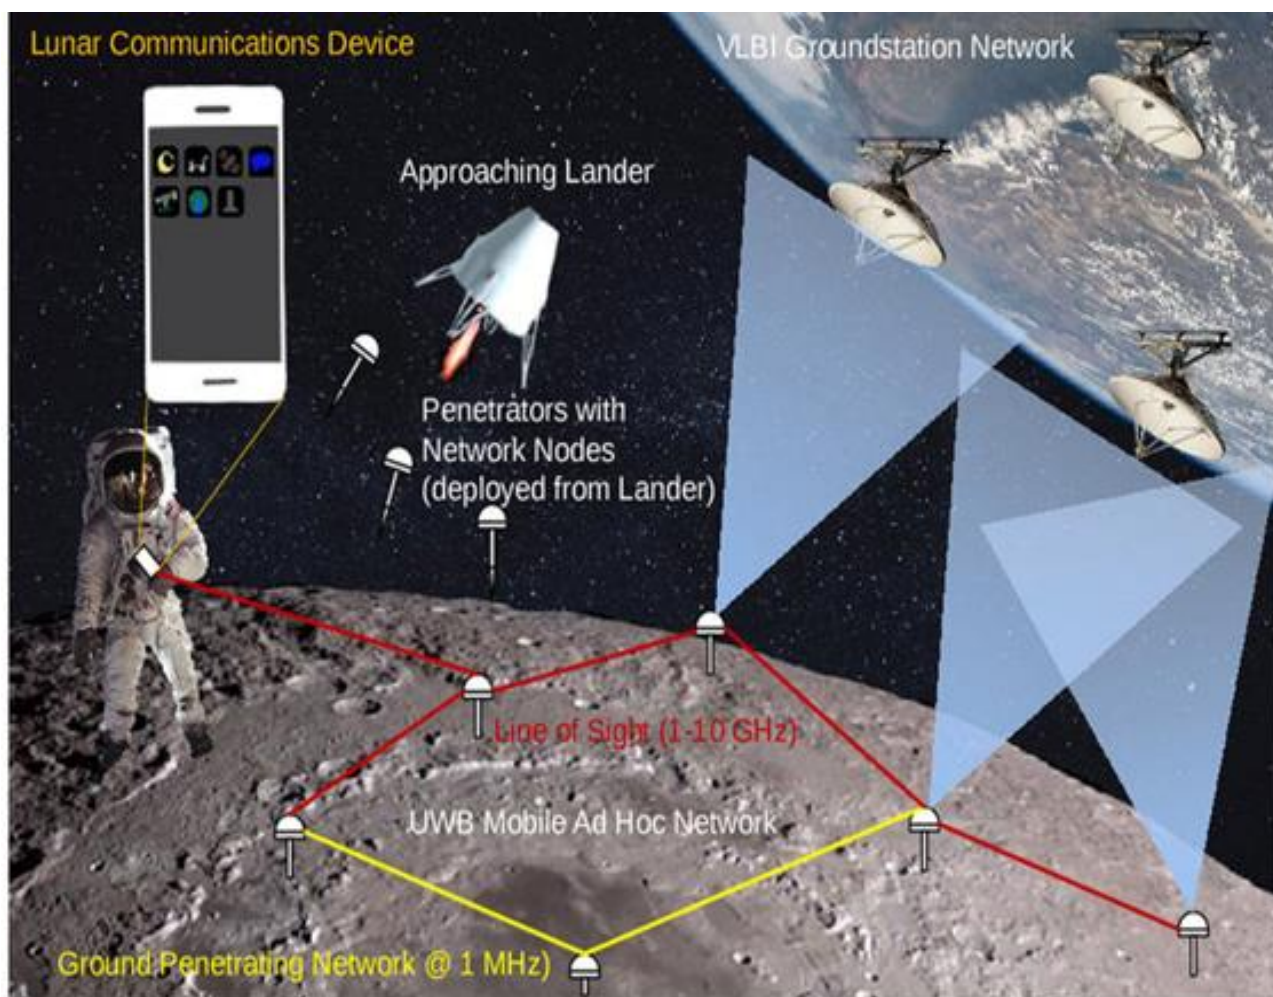 Lunar Communications Device
VLBI Groundstation Network
Approaching Lander
Penetrators with
Network Nodes
(deployed from Lander)
Line of Sight (1-10 GHz)
UWB Mobile Ad Hoc Network
Ground Penetrating Network @ 1 MHz)